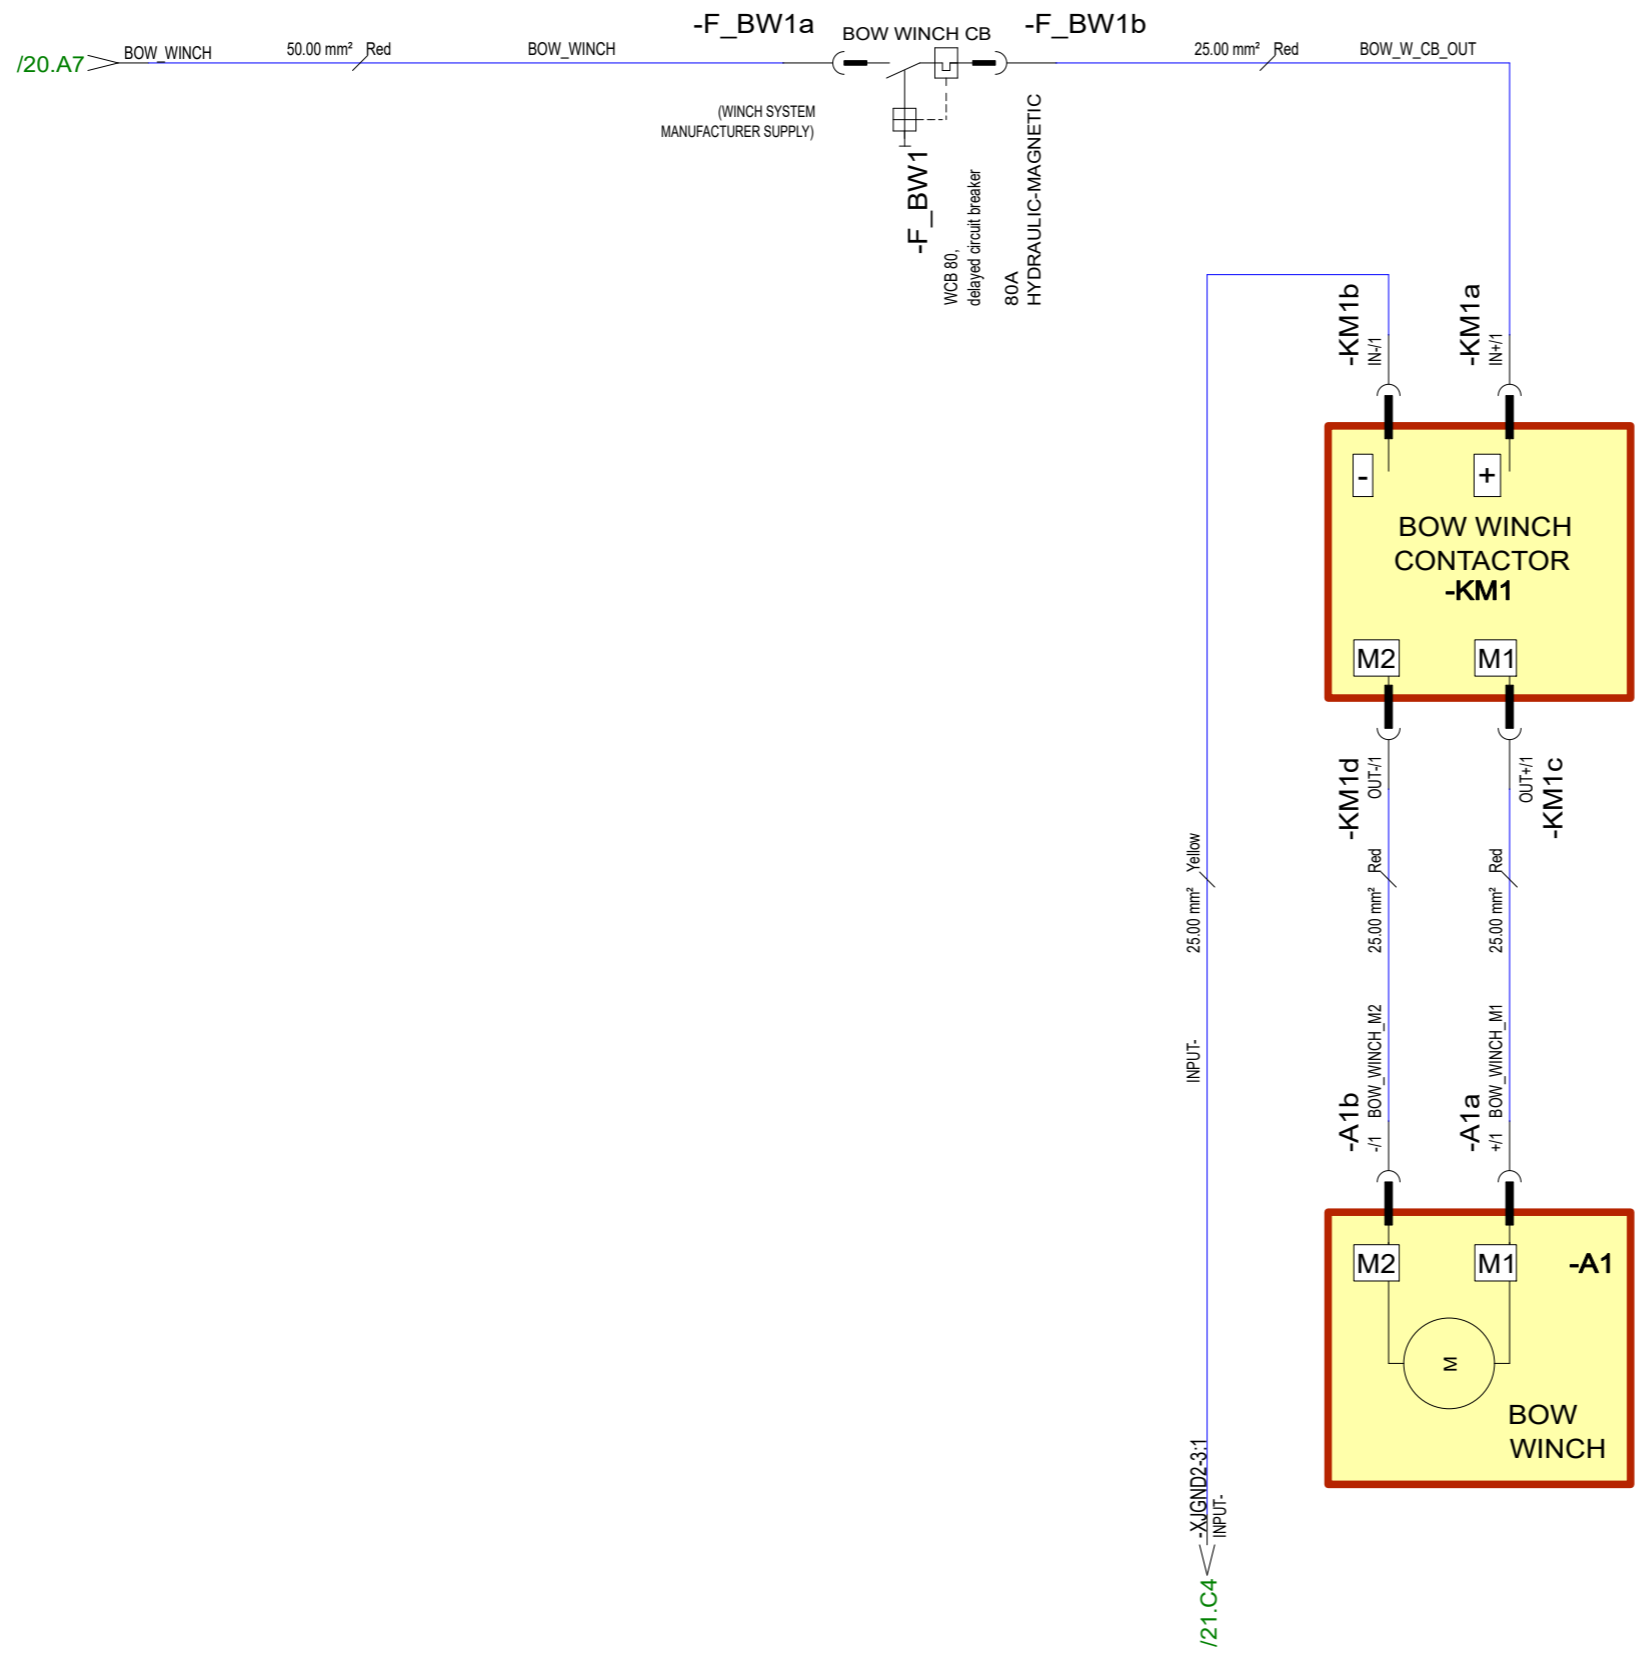 -F_BW1a
BOW WINCH CB
-F_BW1b
/20.A7
BOW_WINCH
50.00 mm² Red
BOW_WINCH
25.00 mm² Red
BOW_W_CB_OUT
(WINCH SYSTEM
MANUFACTURER SUPPLY)
-F_BW1
WCB 80,
delayed circuit breaker
80A
HYDRAULIC-MAGNETIC
-KM1b
IN-/1
-KM1a
IN+/1
-
+
BOW WINCH
CONTACTOR
-KM1
M2
M1
-KM1d
OUT-/1
OUT+/1
-KM1c
25.00 mm² Yellow
25.00 mm² Red
25.00 mm² Red
INPUT-
-A1b
-/1 BOW_WINCH_M2
-A1a
+/1 BOW_WINCH_M1
M2
M1
-A1
M
BOW
WINCH
-XJGND2-3:1
INPUT-
/21.C4